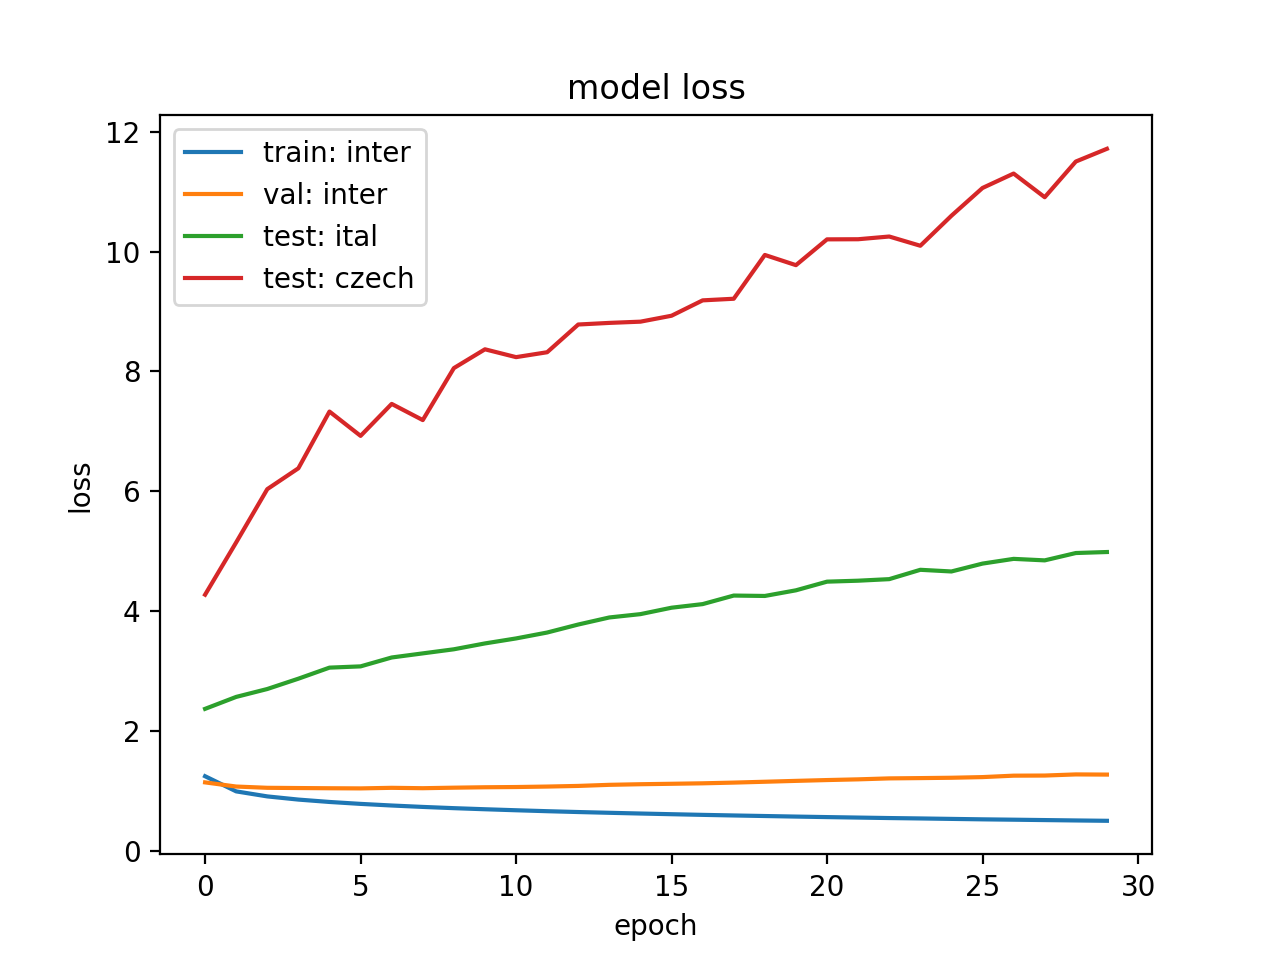 model loss
12
10
8
6
4
2
0
loss
train: inter
val: inter
test: ital
test: czech
0 5 10 15 20 25 30
epoch